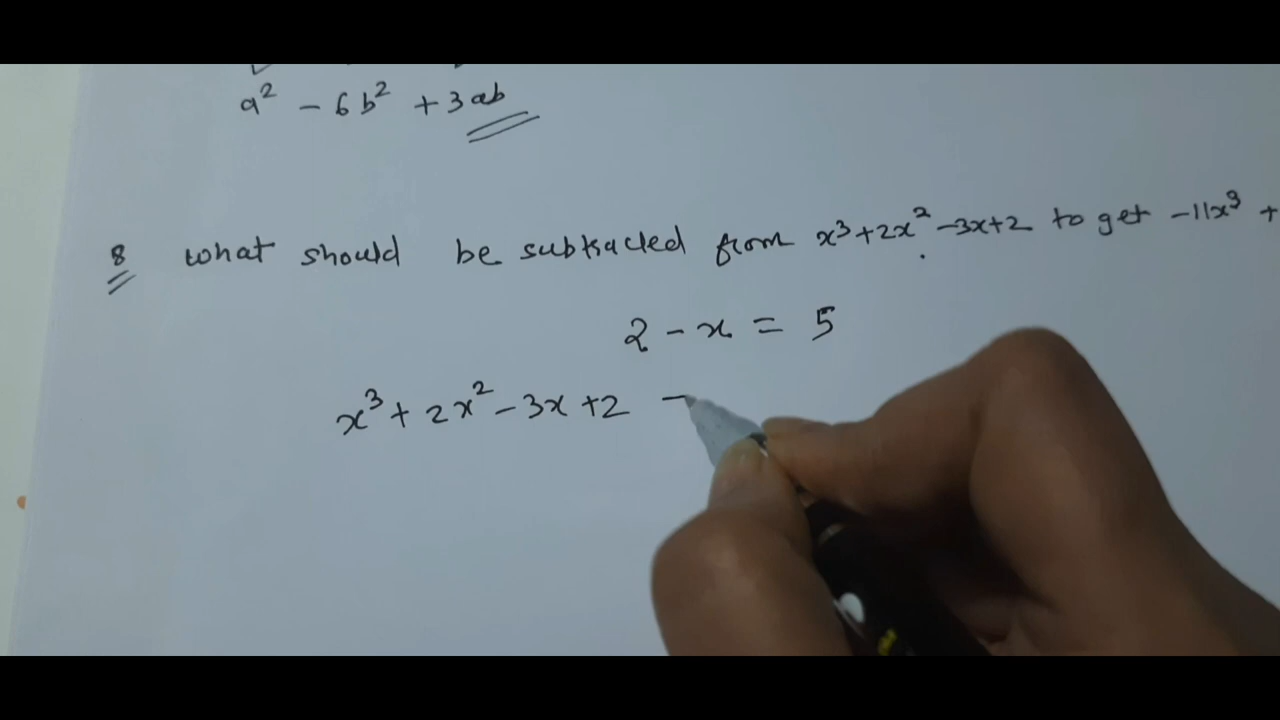 a² - 6b² + 3ab
8 what should be subtracted from x³+2x²-3x+2 to get -11x³ +
2 - x = 5
x³ + 2x² - 3x + 2 -